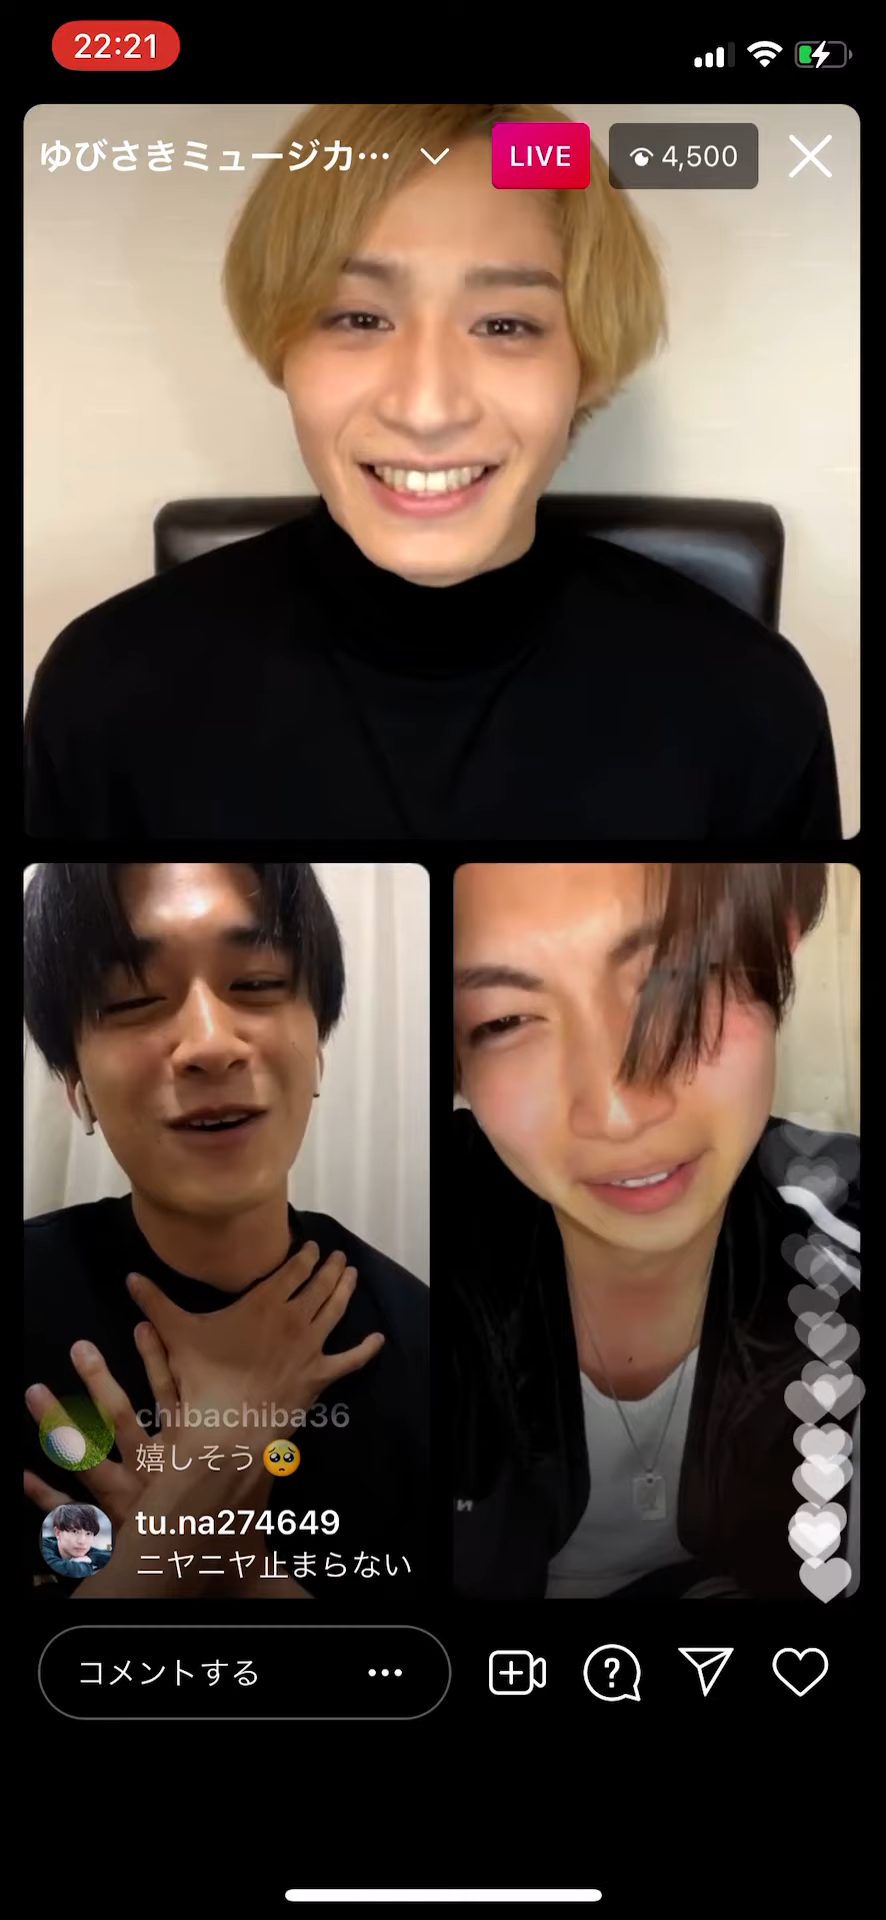 22:21
ゆびさきミュージカ…
LIVE
4,500
chibachiba36
嬉しそう🥺
tu.na274649
ニヤニヤ止まらない
コメントする